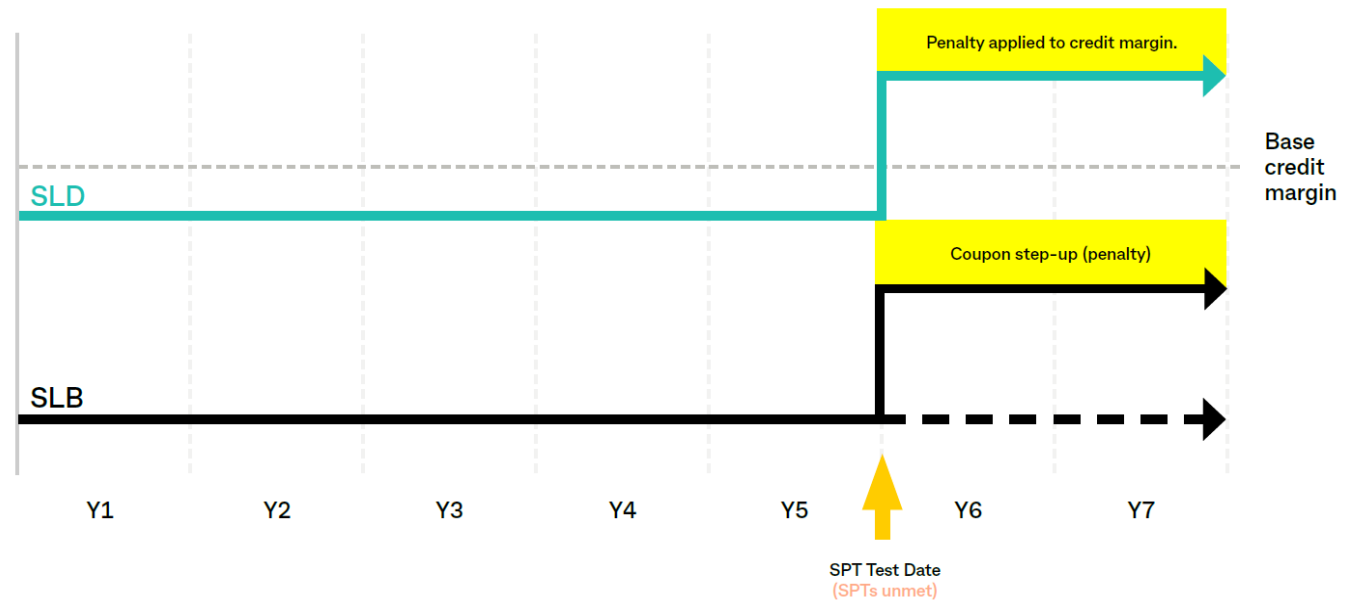 Penalty applied to credit margin.
Base
credit
margin
SLD
Coupon step-up (penalty)
SLB
Y1 Y2 Y3 Y4 Y5 Y6 Y7
SPT Test Date
(SPTs unmet)